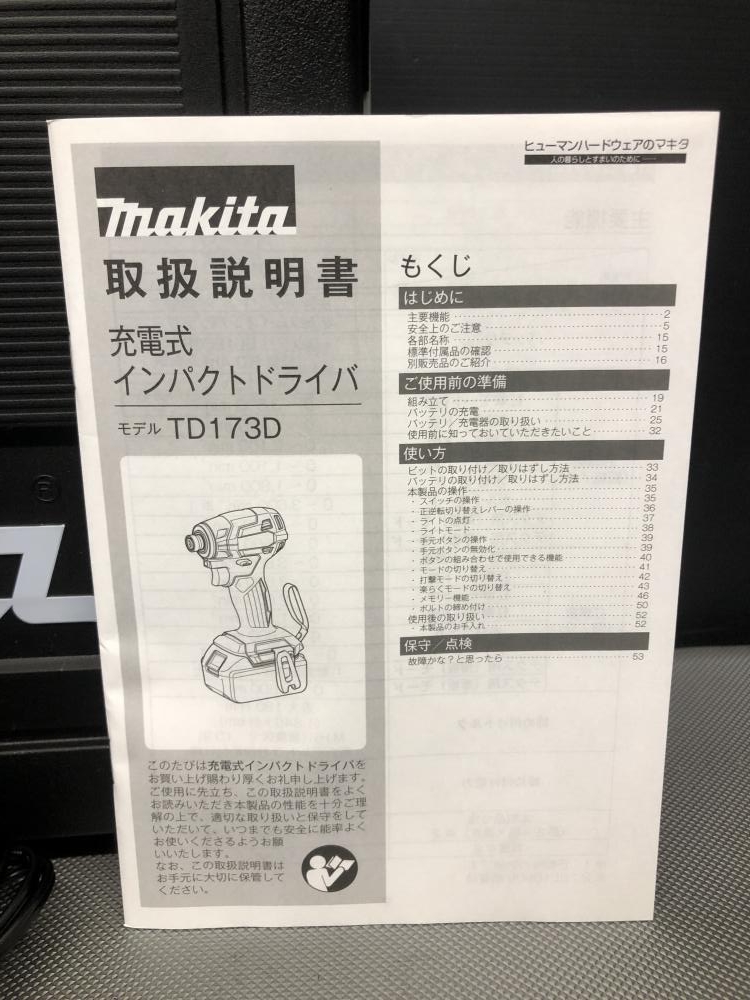 ヒューマンハードウェアのマキタ
人の暮らしとすまいのために
makita
取扱説明書
充電式
インパクトドライバ
モデル TD173D
このたびは充電式インパクトドライバを
お買い上げ賜わり厚くお礼申し上げます。
ご使用に先立ち、この取扱説明書をよく
お読みいただき本製品の性能を十分ご理
解の上で、適切な取り扱いと保守をして
いただいて、いつまでも安全に能率よく
お使いくださるようお願
いいたします。
なお、この取扱説明書は
お手元に大切に保管して
ください。
もくじ
はじめに
主要機能 2
安全上のご注意 5
各部名称 15
標準付属品の確認 15
別販売品のご紹介 16
ご使用前の準備
組み立て 19
バッテリの充電 21
バッテリ／充電器の取り扱い 25
使用前に知っておいていただきたいこと 32
使い方
ビットの取り付け／取りはずし方法 33
バッテリの取り付け／取りはずし方法 34
本製品の操作 35
・スイッチの操作 35
・正逆転切り替えレバーの操作 36
・ライトの点灯 37
・ライトモード 38
・手元ボタンの操作 39
・手元ボタンの無効化 39
・ボタンの組み合わせで使用できる機能 40
・モードの切り替え 41
・打撃モードの切り替え 42
・楽らくモードの切り替え 43
・メモリー機能 46
・ボルトの締め付け 50
使用後の取り扱い 52
・本製品のお手入れ 52
保守／点検
故障かな？と思ったら 53